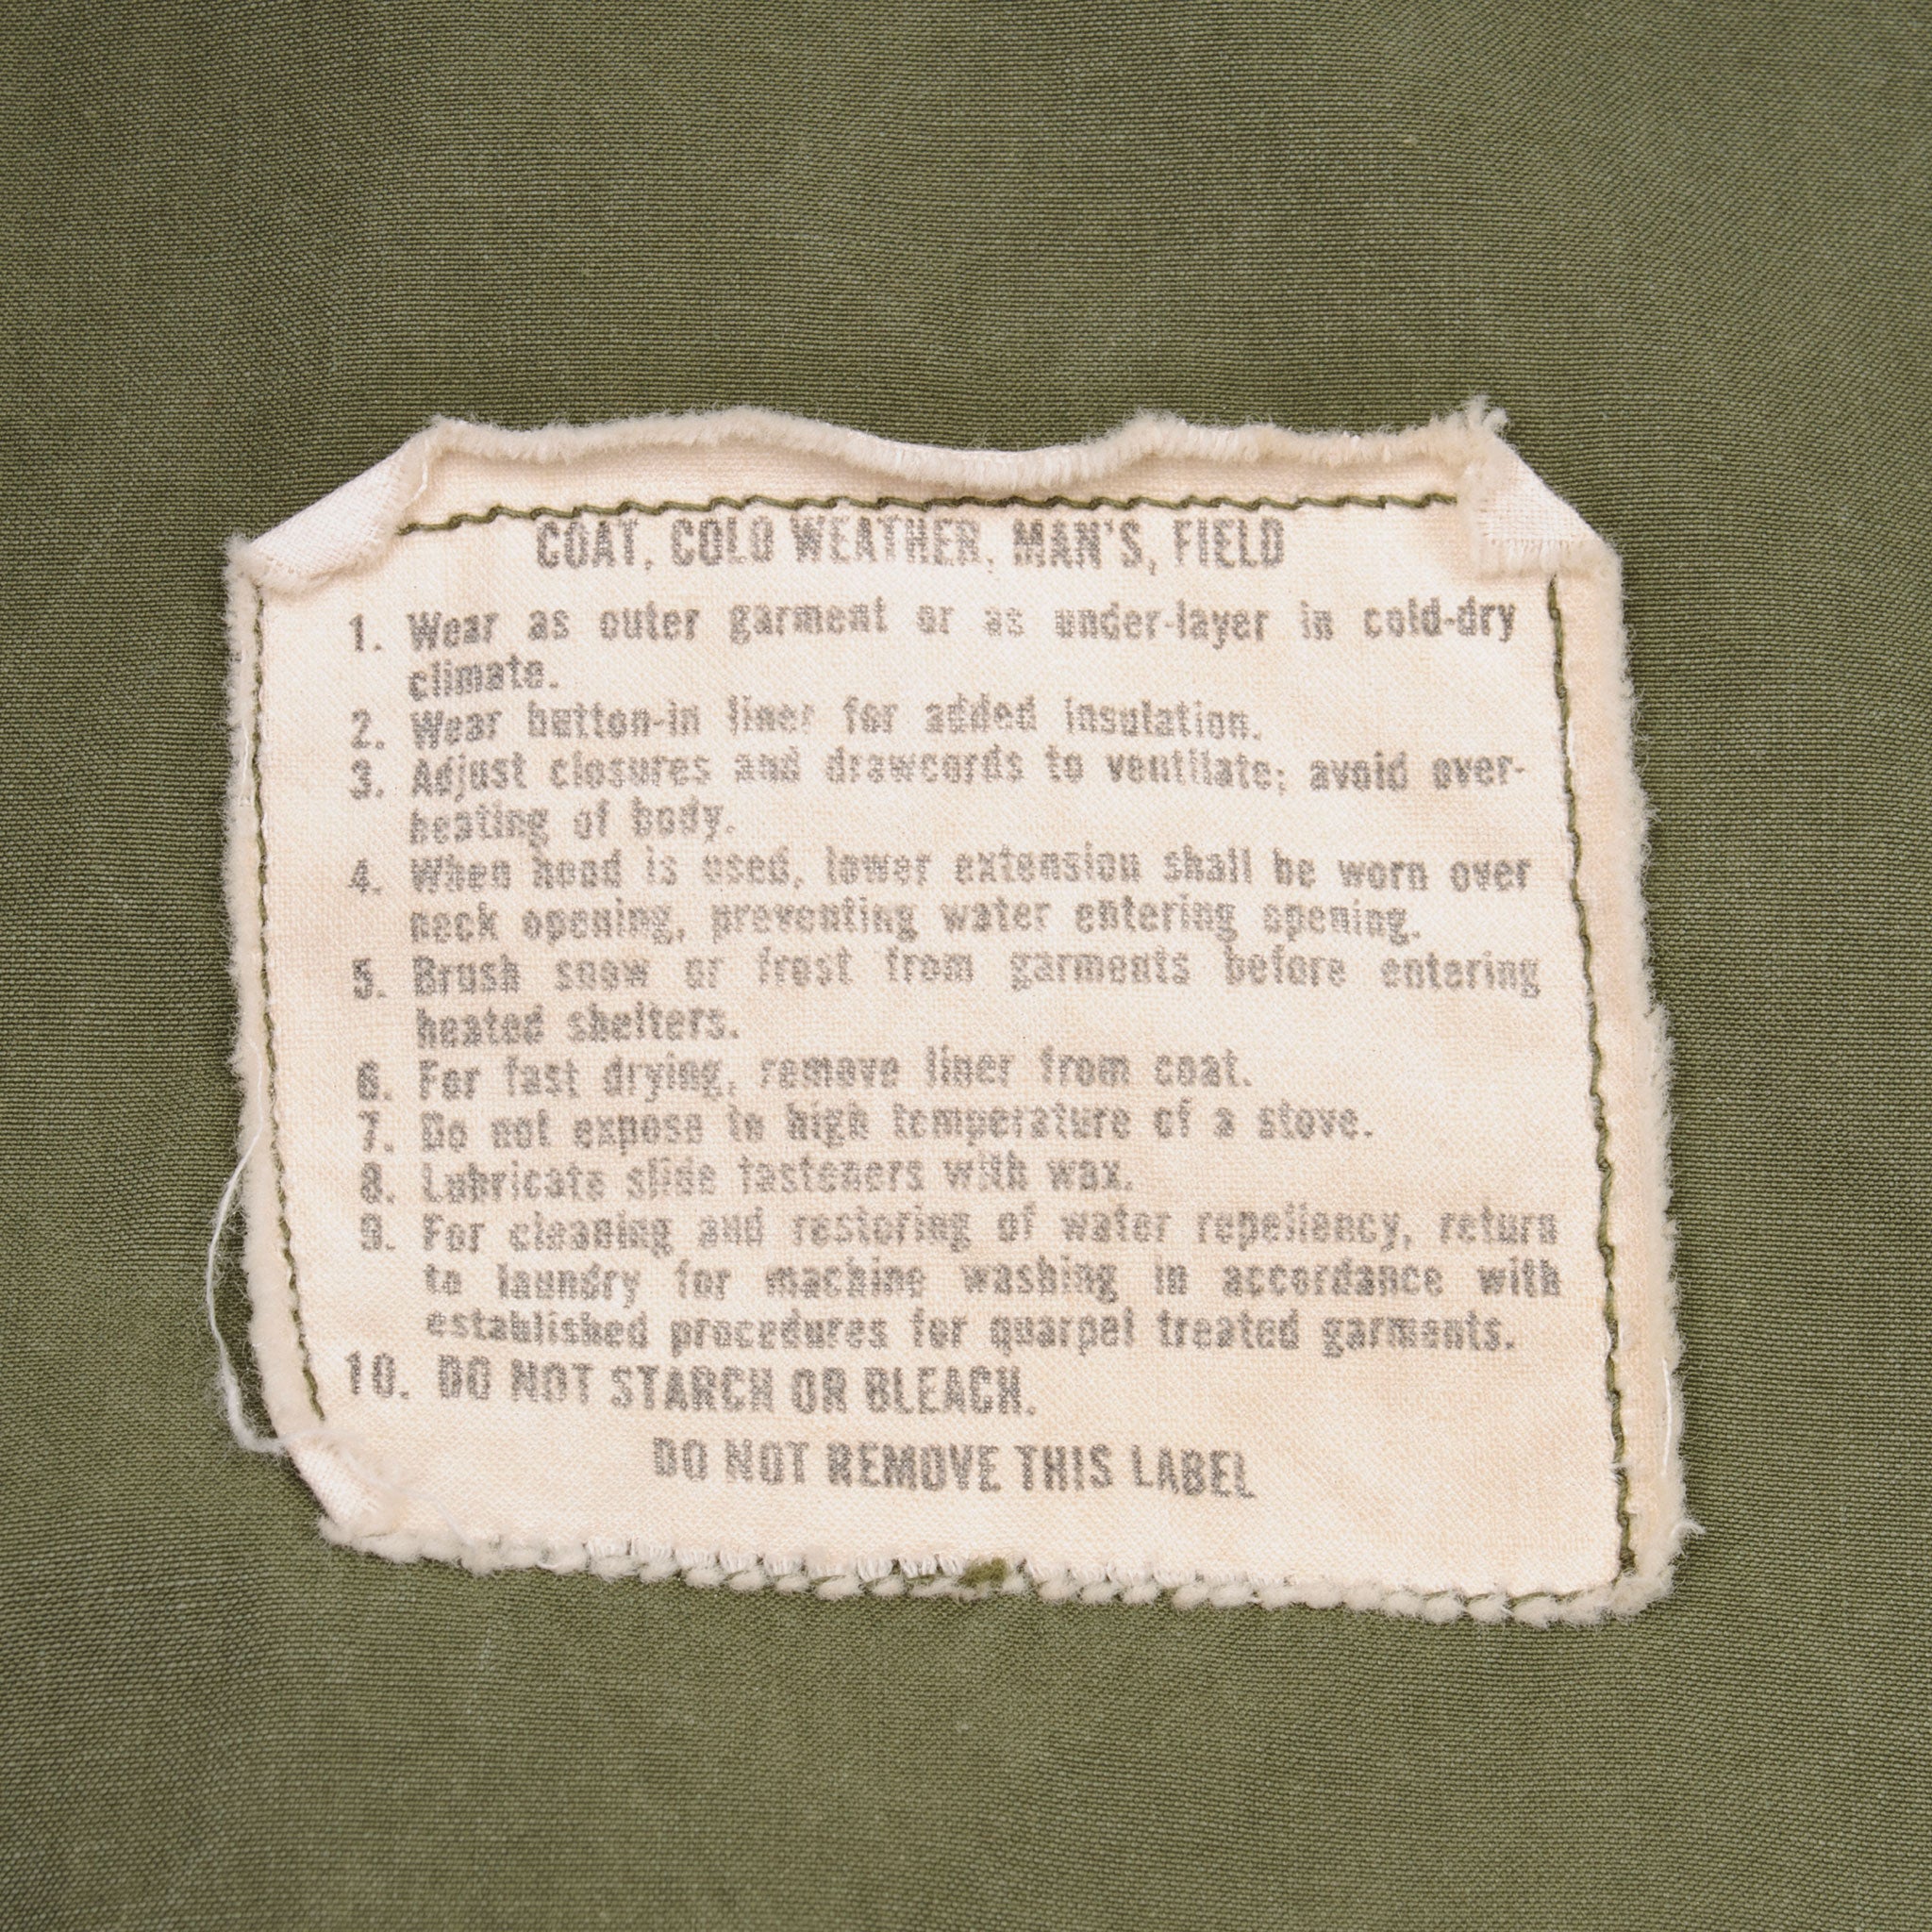 COAT, COLD WEATHER, MAN'S, FIELD
1. Wear as outer garment or as under-layer in cold-dry
climate.
2. Wear button-in liner for added insulation.
3. Adjust closures and drawcords to ventilate; avoid over-
heating of body.
4. When hood is used, lower extension shall be worn over
neck opening, preventing water entering opening.
5. Brush snow or frost from garments before entering
heated shelters.
6. For fast drying, remove liner from coat.
7. Do not expose to high temperature of a stove.
8. Lubricate slide fasteners with wax.
9. For cleaning and restoring of water repellency, return
to laundry for machine washing in accordance with
established procedures for quarpel treated garments.
10. DO NOT STARCH OR BLEACH.
DO NOT REMOVE THIS LABEL